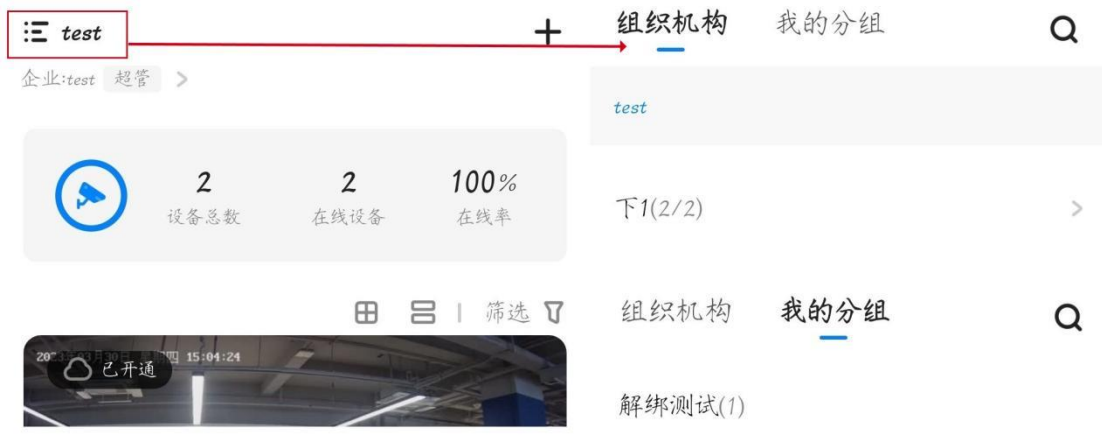 test
企业:test 超管
2 2 100%
设备总数 在线设备 在线率
筛选
15:04:24
已开通
组织机构 我的分组
test
下1(2/2)
组织机构 我的分组
解绑测试(1)